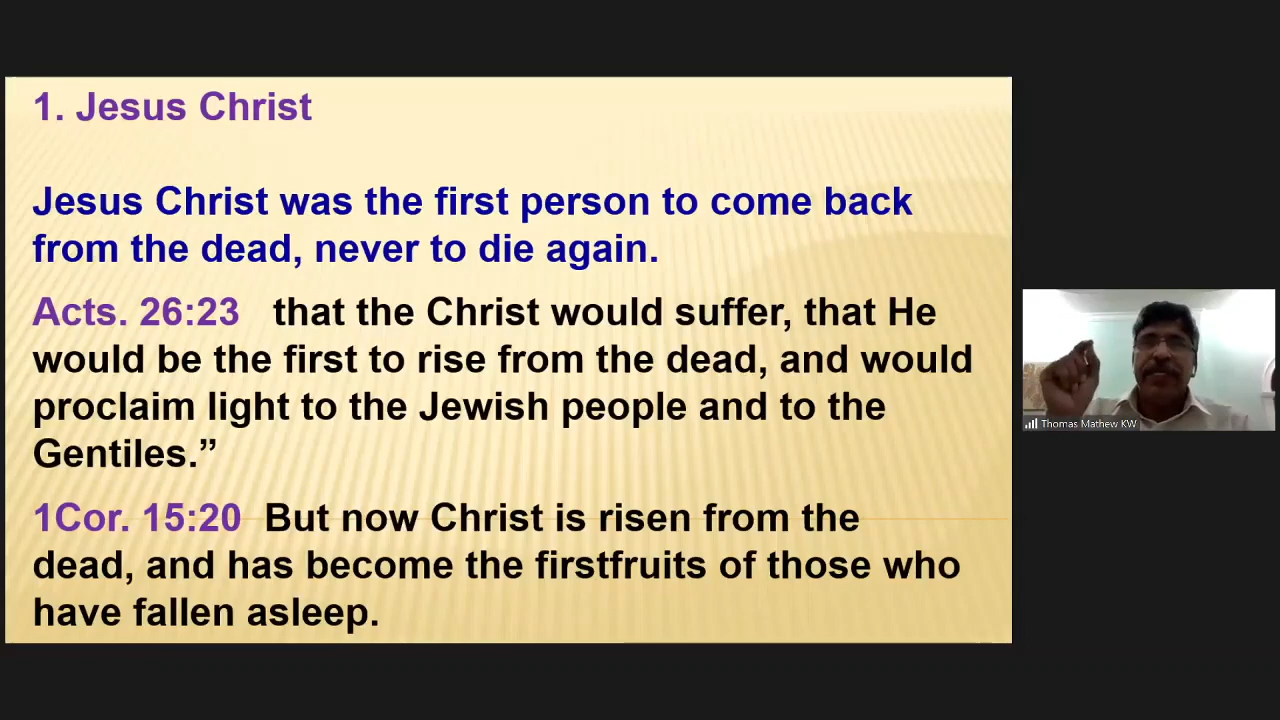 1. Jesus Christ
Jesus Christ was the first person to come back
from the dead, never to die again.
Acts. 26:23 that the Christ would suffer, that He
would be the first to rise from the dead, and would
proclaim light to the Jewish people and to the
Gentiles.”
1Cor. 15:20 But now Christ is risen from the
dead, and has become the firstfruits of those who
have fallen asleep.
Thomas Mathew KW